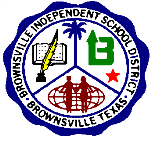 BROWNSVILLE INDEPENDENT SCHOOL DISTRICT
BROWNSVILLE TEXAS
B